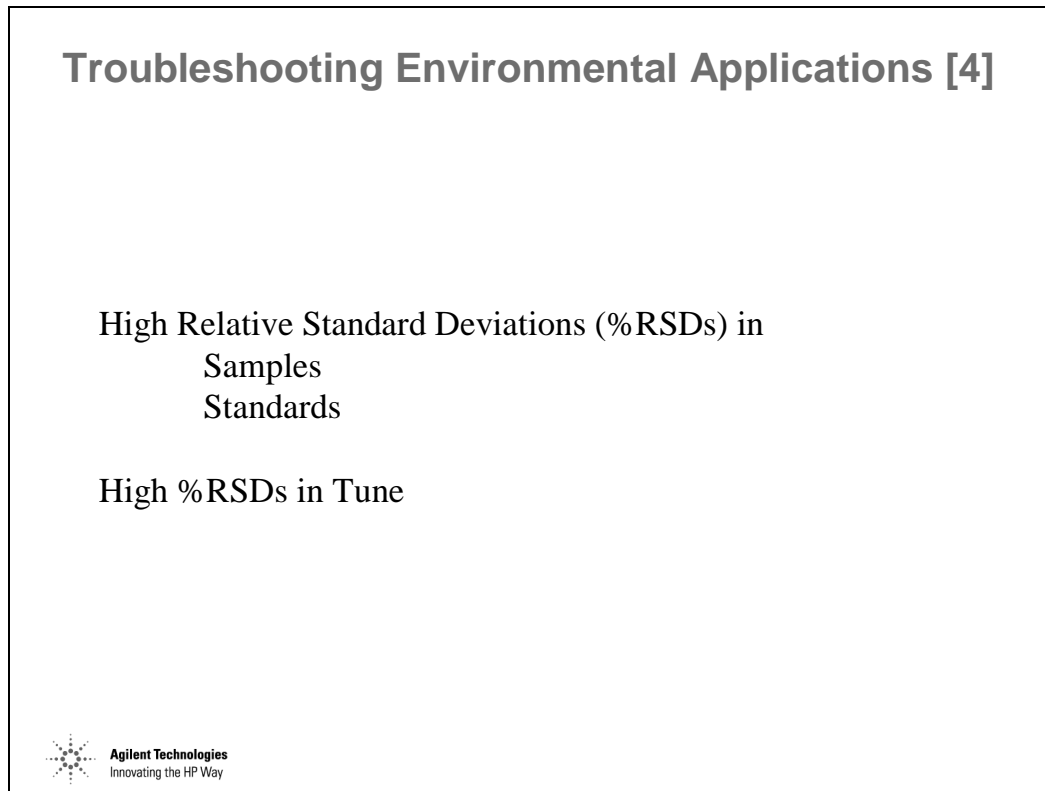 Troubleshooting Environmental Applications [4]
High Relative Standard Deviations (%RSDs) in
Samples
Standards
High %RSDs in Tune
Agilent Technologies
Innovating the HP Way